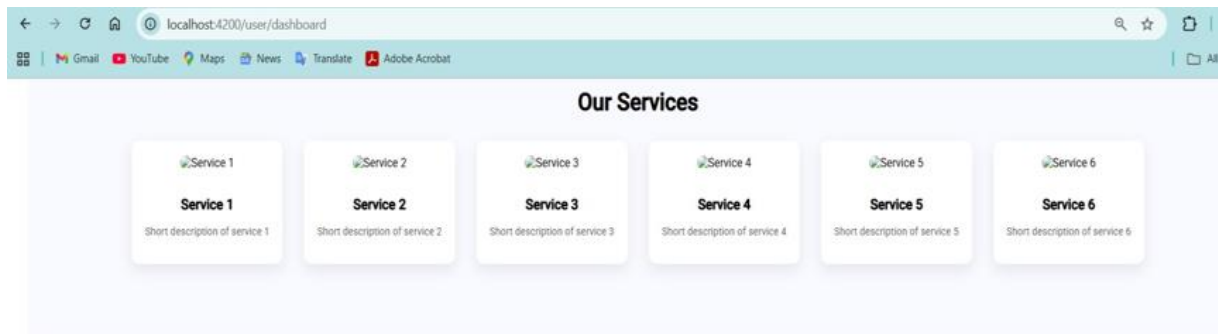 localhost:4200/user/dashboard
Gmail YouTube Maps News Translate Adobe Acrobat All
Our Services
Service 1 Service 2 Service 3 Service 4 Service 5 Service 6
Service 1 Service 2 Service 3 Service 4 Service 5 Service 6
Short description of service 1 Short description of service 2 Short description of service 3 Short description of service 4 Short description of service 5 Short description of service 6